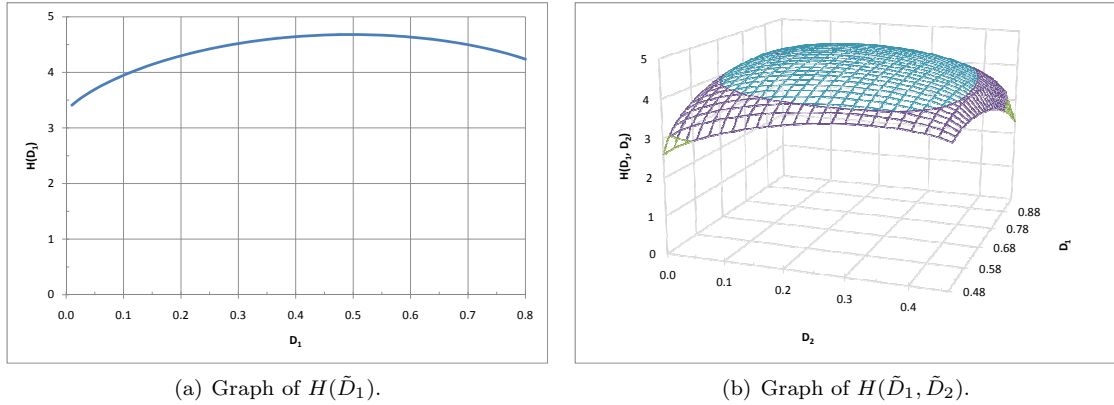 5
4
3
2
1
0
H(D₁)
0.0 0.1 0.2 0.3 0.4 0.5 0.6 0.7 0.8
D₁
(a) Graph of H(D̃₁).
5
4
3
2
1
0
H(D₁, D₂)
0.0 0.1 0.2 0.3 0.4
D₂
0.88
0.78
0.68
0.58
0.48
D₁
(b) Graph of H(D̃₁, D̃₂).